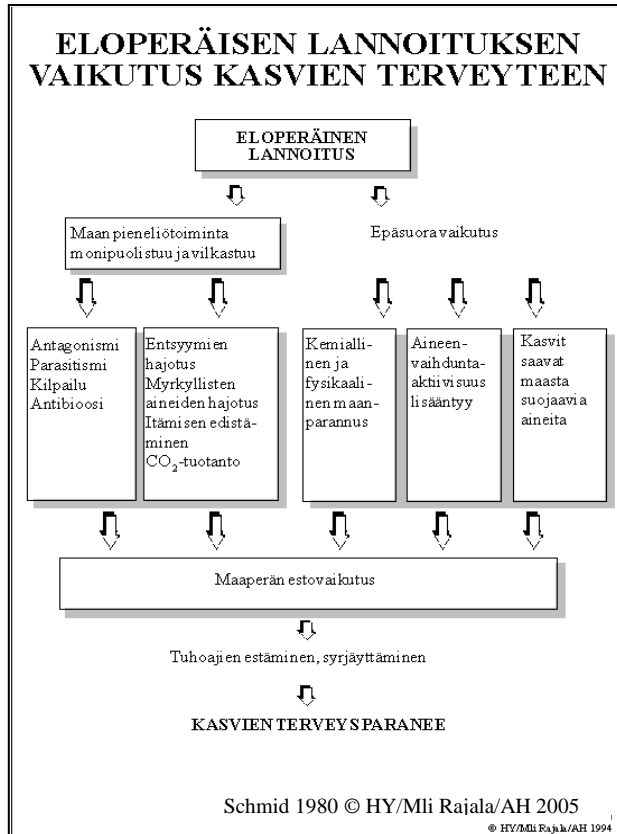 ELOPERÄISEN LANNOITUKSEN
VAIKUTUS KASVIEN TERVEYTEEN
ELOPERÄINEN
LANNOITUS
Maan pieneliötoiminta
monipuolistuu ja vilkastuu
Epäsuora vaikutus
Antagonismi
Parasitismi
Kilpailu
Antibioosi
Entsyymien
hajotus
Myrkyllisten
aineiden hajotus
Itämisen edistä-
minen
CO₂-tuotanto
KemiallI-
nen ja
fysikaali-
nen maan-
parannus
Aineen-
vaihdunta-
aktiivisuus
lisääntyy
Kasvit
saavat
maasta
suojaavia
aineita
Maaperän estovaikutus
Tuhoajien estäminen, syrjäyttäminen
KASVIEN TERVEYS PARANEE
Schmid 1980 © HY/Mli Rajala/AH 2005
© HY/Mli Rajala/AH 1994